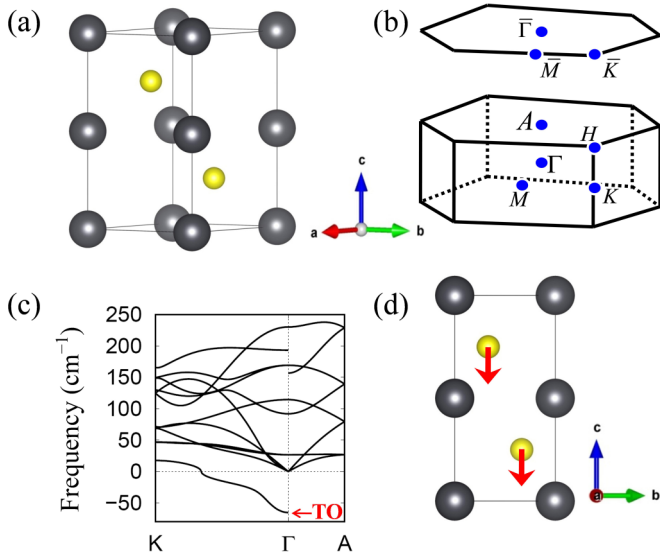 (a)
c
a
b
(b)
Γ̅
M̅
K̅
A
H
Γ
M
K
(c)
Frequency (cm⁻¹)
250
200
150
100
50
0
−50
←TO
K
Γ
A
(d)
c
a
b